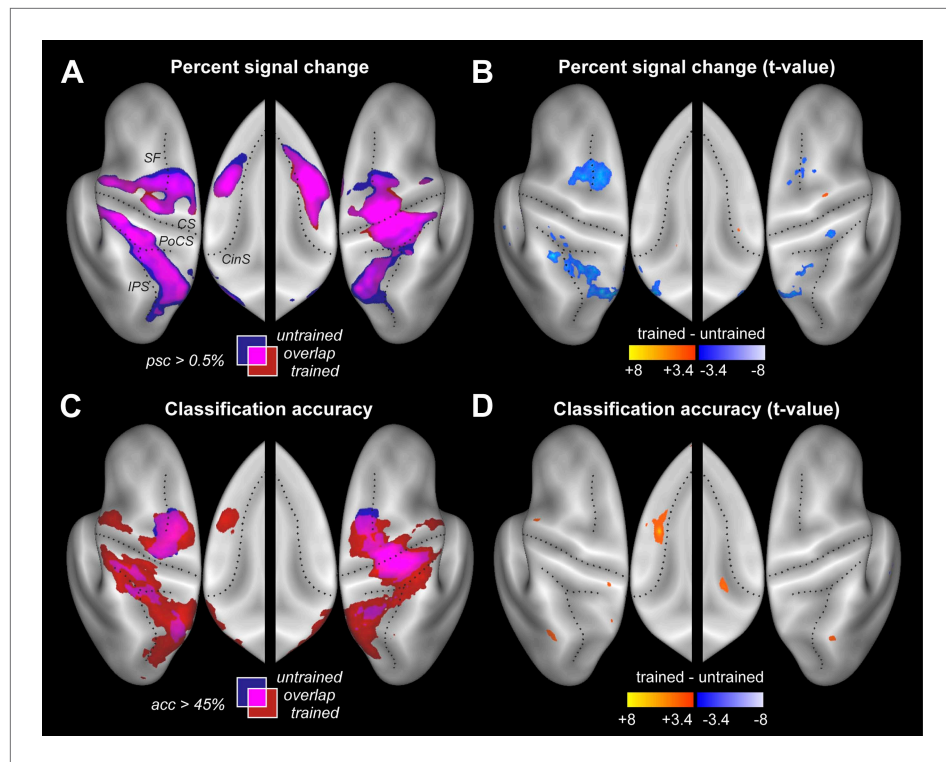 A
Percent signal change
SF
CS
PoCS
IPS
CinS
psc > 0.5%
untrained
overlap
trained
B
Percent signal change (t-value)
trained - untrained
+8 +3.4 -3.4 -8
C
Classification accuracy
acc > 45%
untrained
overlap
trained
D
Classification accuracy (t-value)
trained - untrained
+8 +3.4 -3.4 -8